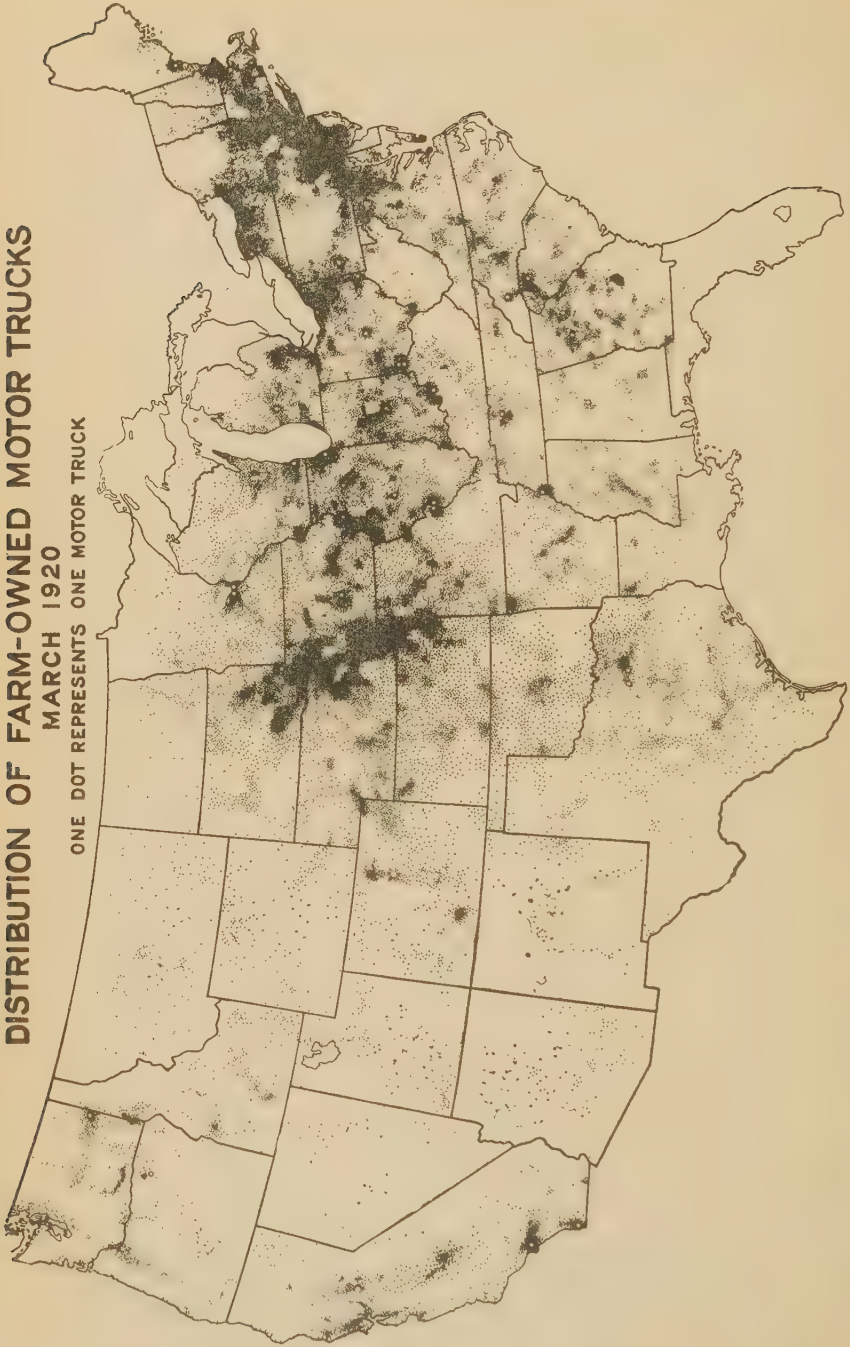 DISTRIBUTION OF FARM-OWNED MOTOR TRUCKS
MARCH 1920
ONE DOT REPRESENTS ONE MOTOR TRUCK